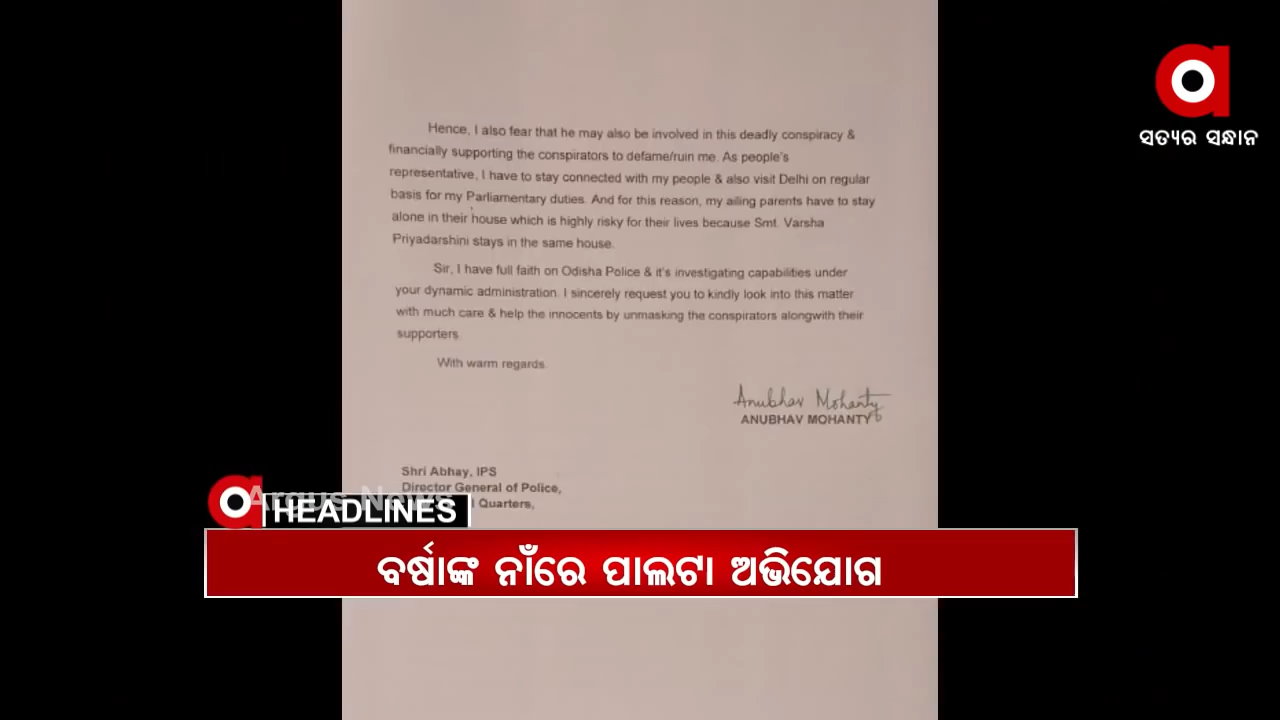 ସତ୍ୟର ସନ୍ଧାନ
Hence, I also fear that he may also be involved in this deadly conspiracy &
financially supporting the conspirators to defame/ruin me. As people's
representative, I have to stay connected with my people & also visit Delhi on regular
basis for my Parliamentary duties. And for this reason, my ailing parents have to stay
alone in their house which is highly risky for their lives because Smt. Varsha
Priyadarshini stays in the same house.
Sir, I have full faith on Odisha Police & it's investigating capabilities under
your dynamic administration. I sincerely request you to kindly look into this matter
with much care & help the innocents by unmasking the conspirators alongwith their
supporters.
With warm regards.
Anubhav Mohanty
ANUBHAV MOHANTY
Shri Abhay, IPS
Director General of Police,
Quarters,
Argus News
HEADLINES
ବର୍ଷାଙ୍କ ନାଁରେ ପାଲଟା ଅଭିଯୋଗ